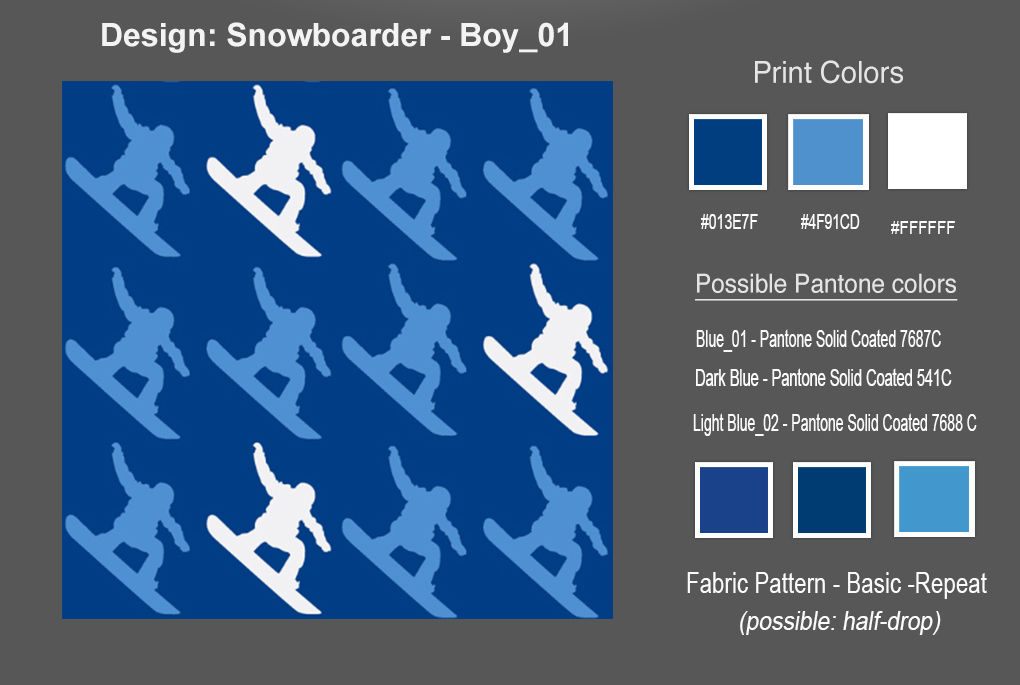 Design: Snowboarder - Boy_01
Print Colors
#013E7F
#4F91CD
#FFFFFF
Possible Pantone colors
Blue_01 - Pantone Solid Coated 7687C
Dark Blue - Pantone Solid Coated 541C
Light Blue_02 - Pantone Solid Coated 7688 C
Fabric Pattern - Basic -Repeat
(possible: half-drop)